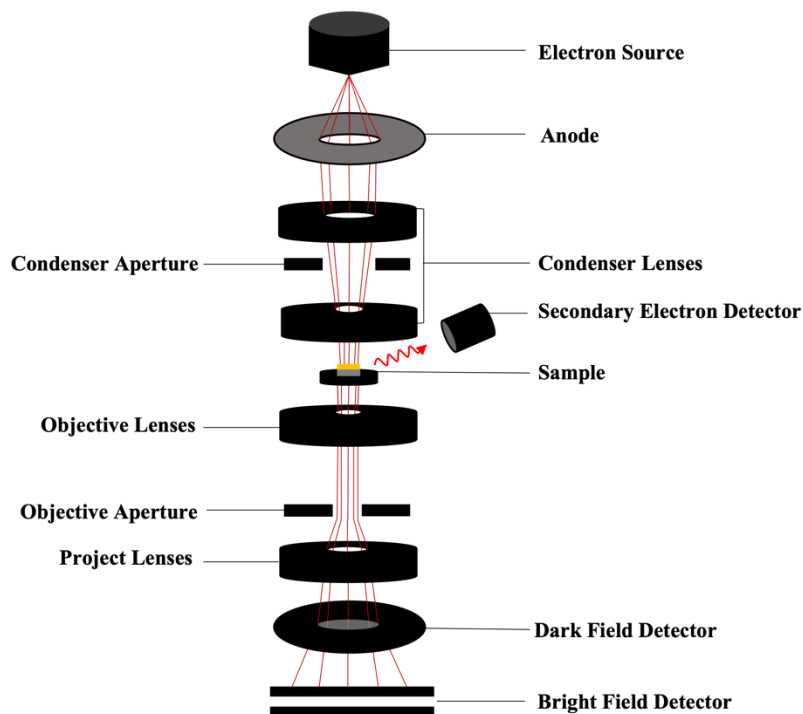 Electron Source
Anode
Condenser Aperture
Condenser Lenses
Secondary Electron Detector
Sample
Objective Lenses
Objective Aperture
Project Lenses
Dark Field Detector
Bright Field Detector